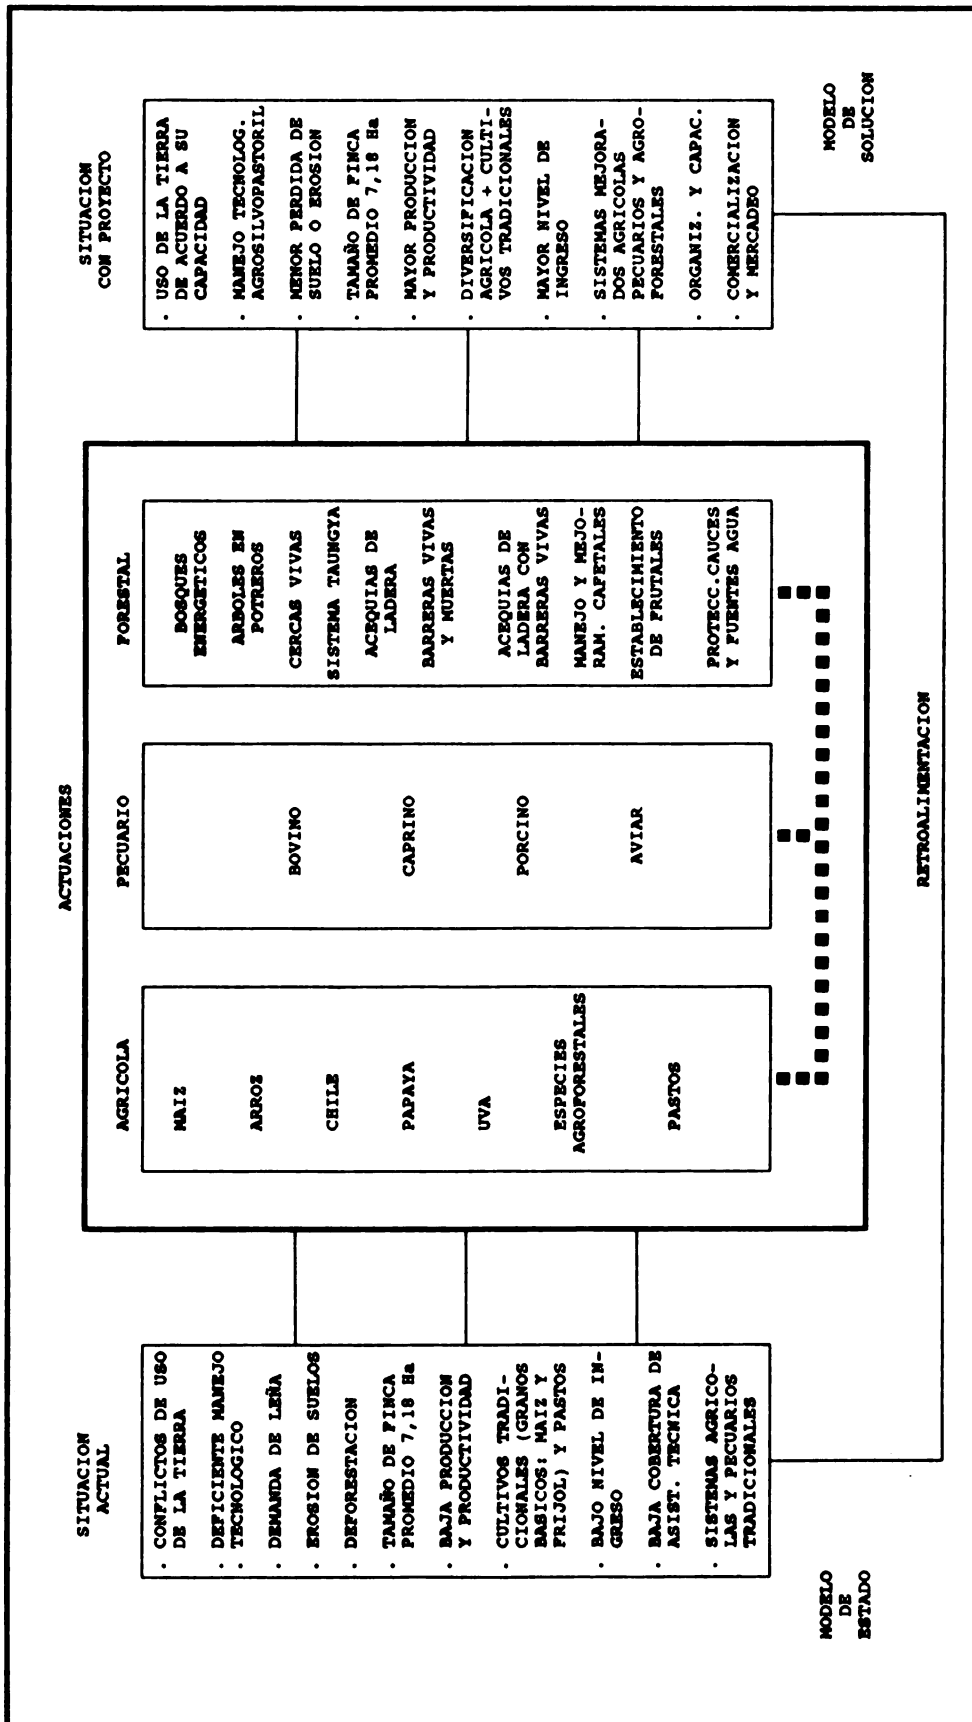 SITUACION
ACTUAL
. CONFLICTOS DE USO
DE LA TIERRA
. DEFICIENTE MANEJO
. TECNOLOGICO
. DEMANDA DE LEÑA
. EROSION DE SUELOS
. DEFORESTACION
. TAMAÑO DE FINCA
PROMEDIO 7,18 Ha
. BAJA PRODUCCION
Y PRODUCTIVIDAD
. CULTIVOS TRADI-
CIONALES (GRANOS
BASICOS: MAIZ Y
FRIJOL) Y PASTOS
. BAJO NIVEL DE IN-
GRESO
. BAJA COBERTURA DE
ASIST. TECNICA
. SISTEMAS AGRICO-
LAS Y PECUARIOS
TRADICIONALES
MODELO
DE
ESTADO
ACTUACIONES
AGRICOLA
MAIZ
ARROZ
CHILE
PAPAYA
UVA
ESPECIES
AGROFORESTALES
PASTOS
PECUARIO
BOVINO
CAPRINO
PORCINO
AVIAR
FORESTAL
BOSQUES
ENERGETICOS
ARBOLES EN
POTREROS
CERCAS VIVAS
SISTEMA TAUNGYA
ACEQUIAS DE
LADERA
BARRERAS VIVAS
Y MUERTAS
ACEQUIAS DE
LADERA CON
BARRERAS VIVAS
MANEJO Y MEJO-
RAM. CAFETALES
ESTABLECIMIENTO
DE FRUTALES
PROTECC.CAUCES
Y FUENTES AGUA
SITUACION
CON PROYECTO
. USO DE LA TIERRA
DE ACUERDO A SU
CAPACIDAD
. MANEJO TECNOLOG.
AGROSILVOPASTORIL
. MENOR PERDIDA DE
SUELO O EROSION
. TAMAÑO DE FINCA
PROMEDIO 7,18 Ha
. MAYOR PRODUCCION
Y PRODUCTIVIDAD
. DIVERSIFICACION
AGRICOLA + CULTI-
VOS TRADICIONALES
. MAYOR NIVEL DE
INGRESO
. SISTEMAS MEJORA-
DOS AGRICOLAS
PECUARIOS Y AGRO-
FORESTALES
. ORGANIZ. Y CAPAC.
. COMERCIALIZACION
Y MERCADEO
MODELO
DE
SOLUCION
RETROALIMENTACION